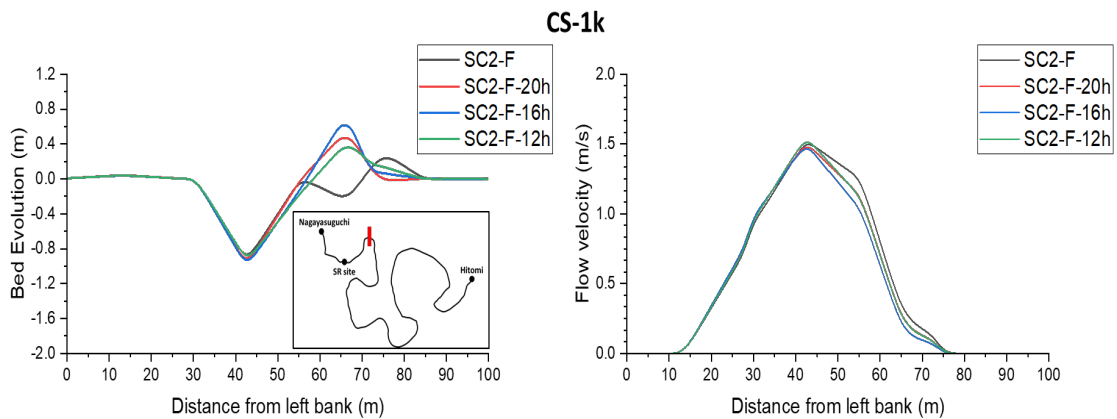 CS-1k
SC2-F
SC2-F-20h
SC2-F-16h
SC2-F-12h
Bed Evolution (m)
1.2
0.8
0.4
0.0
-0.4
-0.8
-1.2
-1.6
-2.0
0 10 20 30 40 50 60 70 80 90 100
Distance from left bank (m)
Nagayasuguchi
SR site
Hitomi
SC2-F
SC2-F-20h
SC2-F-16h
SC2-F-12h
Flow velocity (m/s)
2.0
1.5
1.0
0.5
0.0
0 10 20 30 40 50 60 70 80 90 100
Distance from left bank (m)